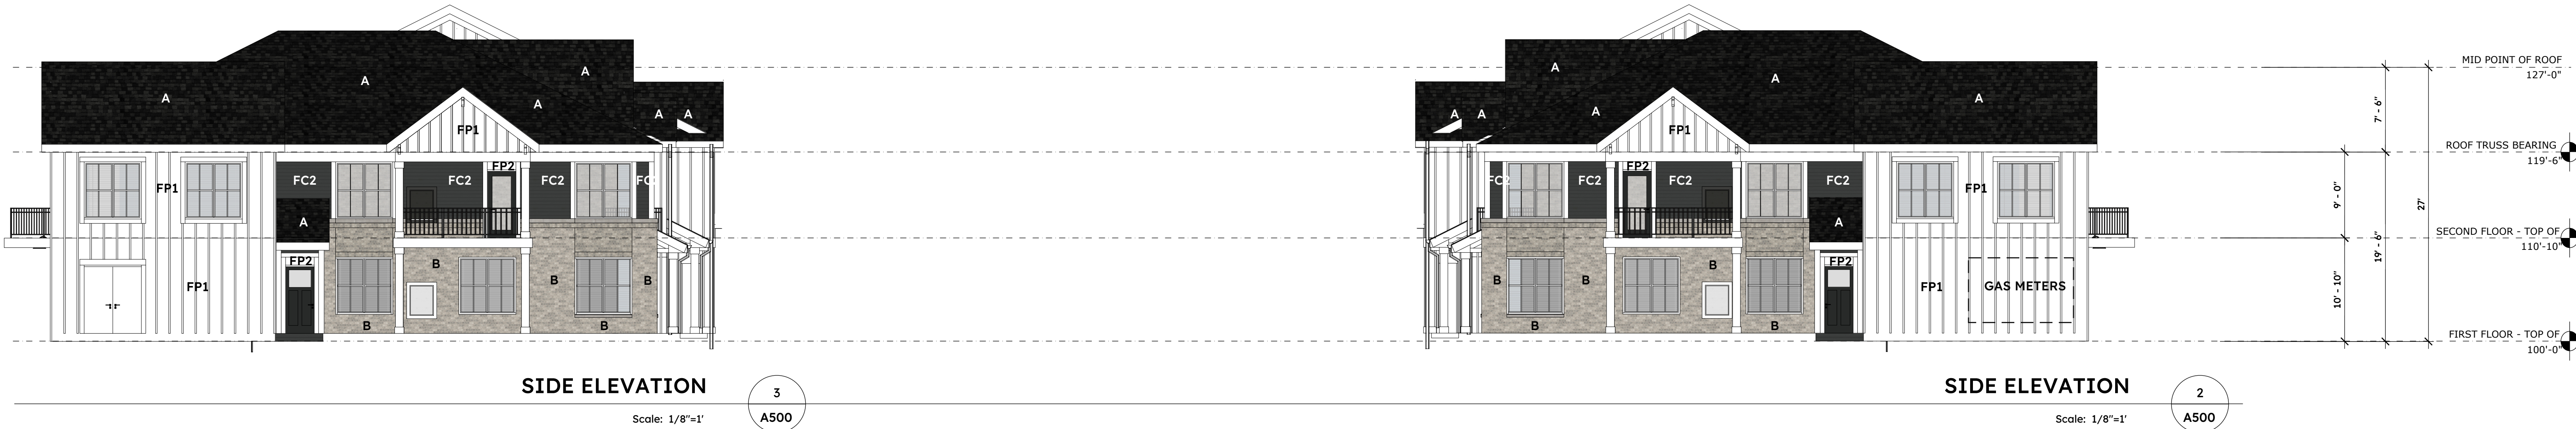 A
A
A
A
A
A
FP1
FP1
FC2
FC2
FP2
FC2
FC
A
FP2
FP1
B
B
B
B
B
SIDE ELEVATION
Scale: 1/8"=1'
3
A500
A
A
A
A
A
A
FP1
FC2
FC2
FP2
FC2
FC2
FP1
A
FP2
FP1
GAS METERS
B
B
B
B
B
SIDE ELEVATION
Scale: 1/8"=1'
2
A500
7' - 6"
9' - 0"
10' - 10"
19' - 6"
27'
MID POINT OF ROOF
127'-0"
ROOF TRUSS BEARING
119'-6"
SECOND FLOOR - TOP OF
110'-10"
FIRST FLOOR - TOP OF
100'-0"